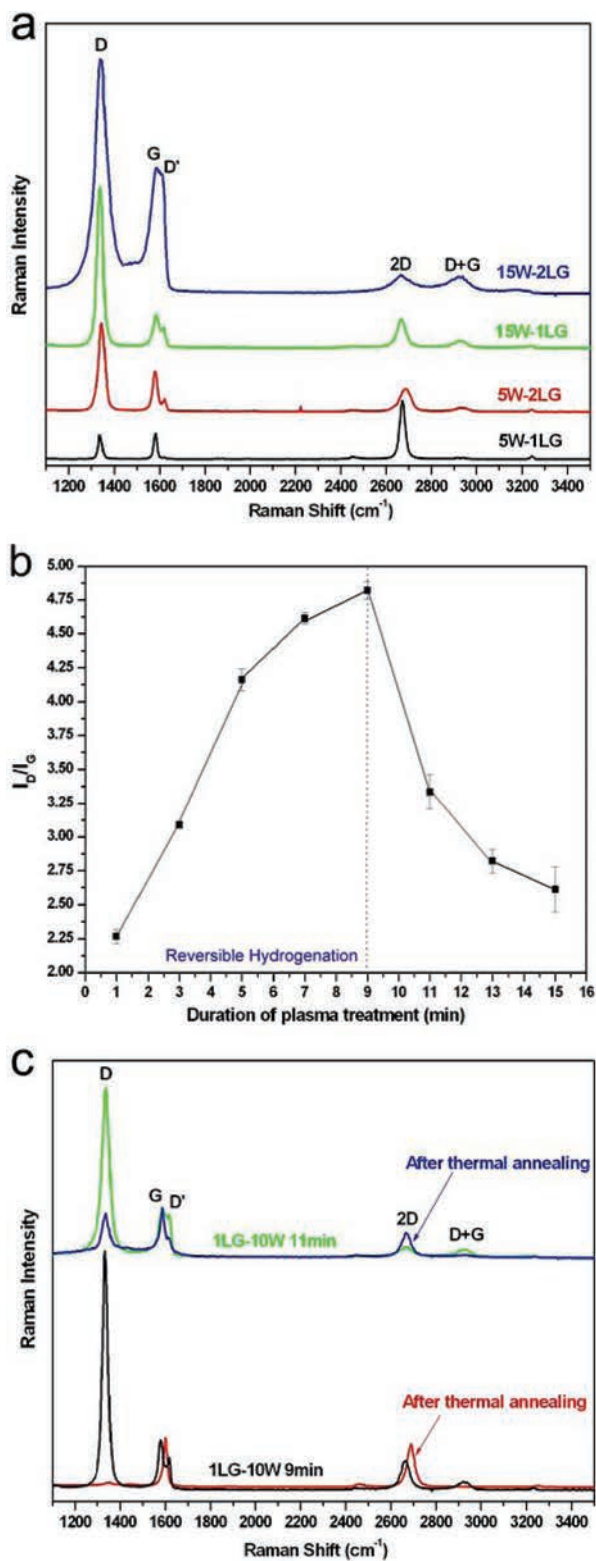 a
D
G
D'
2D
D+G
15W-2LG
15W-1LG
5W-2LG
5W-1LG
Raman Intensity
1200 1400 1600 1800 2000 2200 2400 2600 2800 3000 3200 3400
Raman Shift (cm⁻¹)
b
5.00
4.75
4.50
4.25
4.00
3.75
3.50
3.25
3.00
2.75
2.50
2.25
2.00
I_D/I_G
Reversible Hydrogenation
0 1 2 3 4 5 6 7 8 9 10 11 12 13 14 15 16
Duration of plasma treatment (min)
c
D
After thermal annealing
G
D'
2D
D+G
1LG-10W 11min
After thermal annealing
1LG-10W 9min
Raman Intensity
1200 1400 1600 1800 2000 2200 2400 2600 2800 3000 3200 3400
Raman Shift (cm⁻¹)